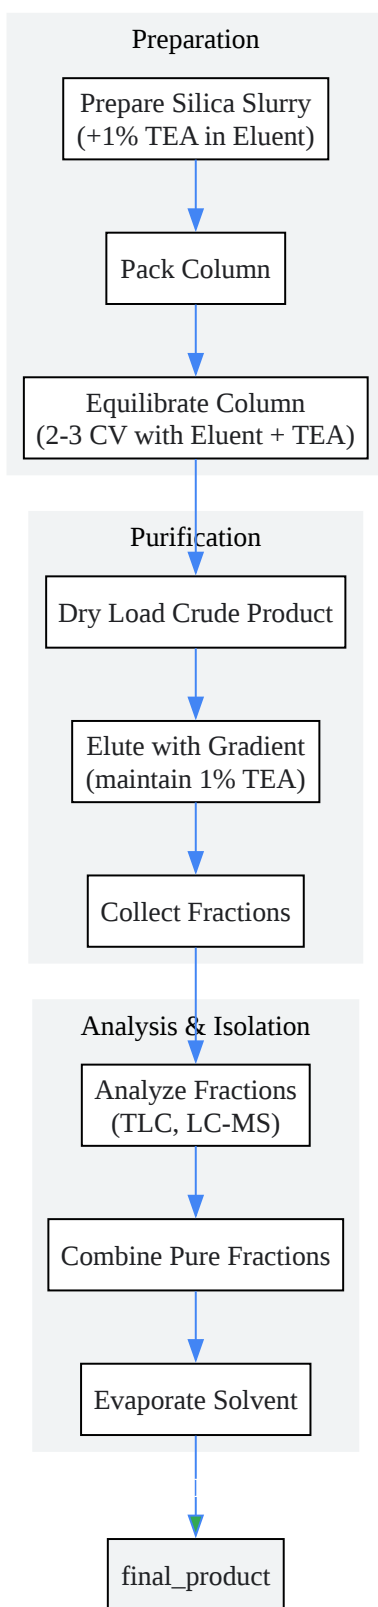 Preparation
Prepare Silica Slurry
(+1% TEA in Eluent)
Pack Column
Equilibrate Column
(2-3 CV with Eluent + TEA)
Purification
Dry Load Crude Product
Elute with Gradient
(maintain 1% TEA)
Collect Fractions
Analysis & Isolation
Analyze Fractions
(TLC, LC-MS)
Combine Pure Fractions
Evaporate Solvent
final_product